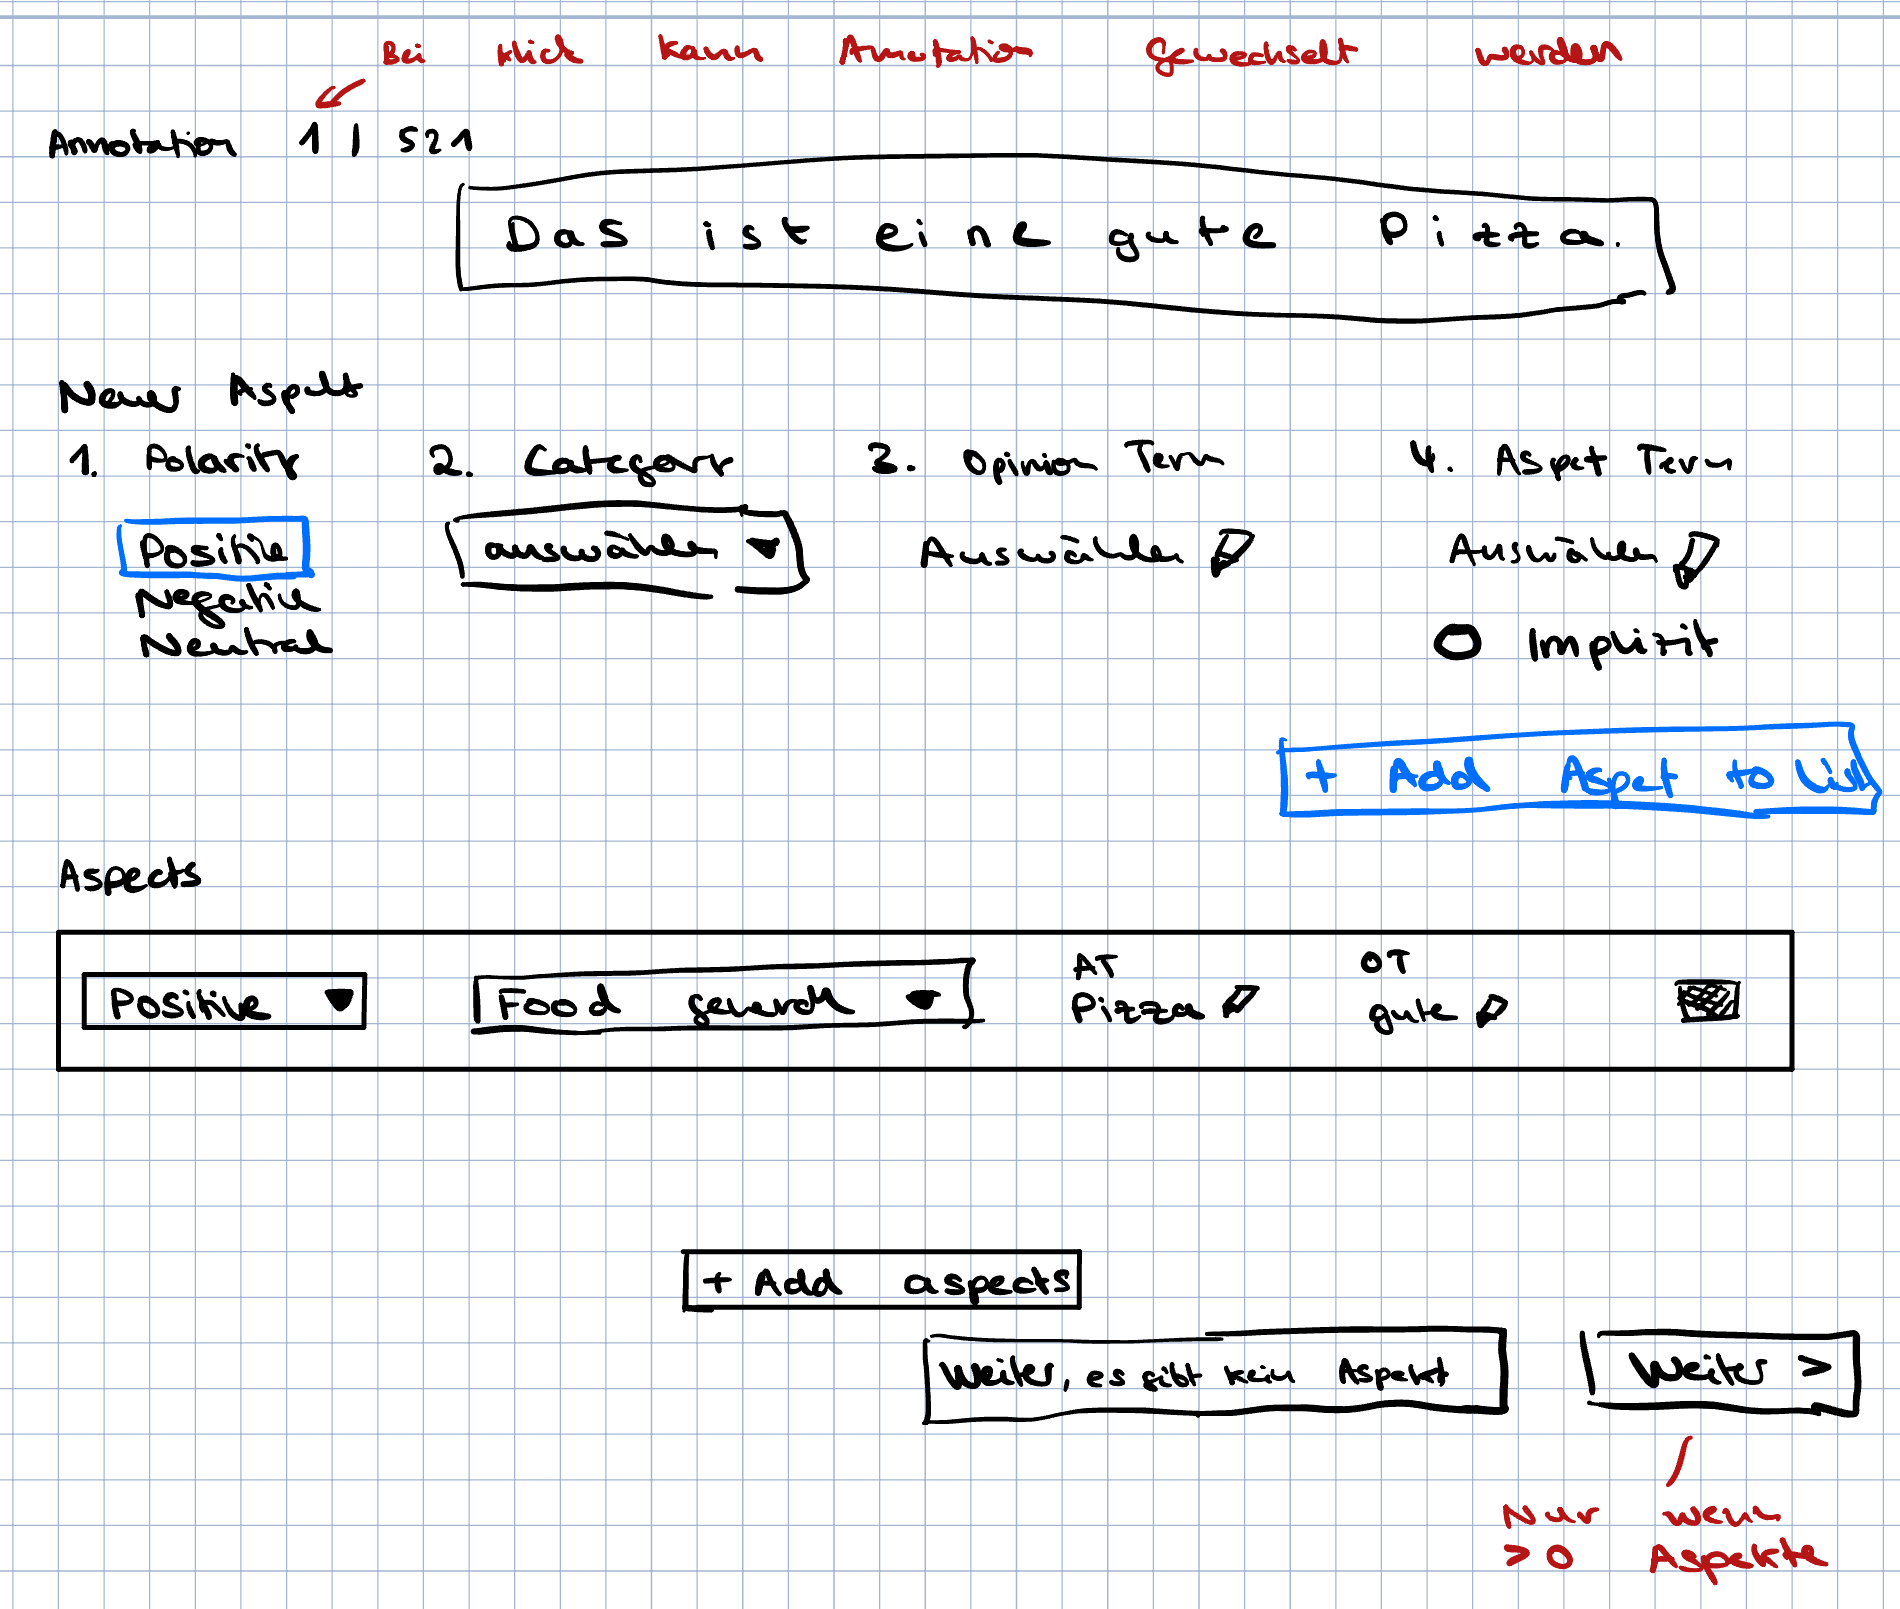 Bei Klick kann Annotation gewechselt werden
Annotation 1 | 521
Das ist eine gute Pizza.
Neuer Aspekt
1. Polarity 2. Category 3. Opinion Term 4. Aspect Term
Positive auswählen Auswählen Auswählen
Negative
Neutral Implizit
+ Add Aspect to List
Aspects
AT OT
Positive Food general Pizza gute
+ Add aspects
Weiter, es gibt kein Aspekt Weiter >
Nur wenn
>0 Aspekte